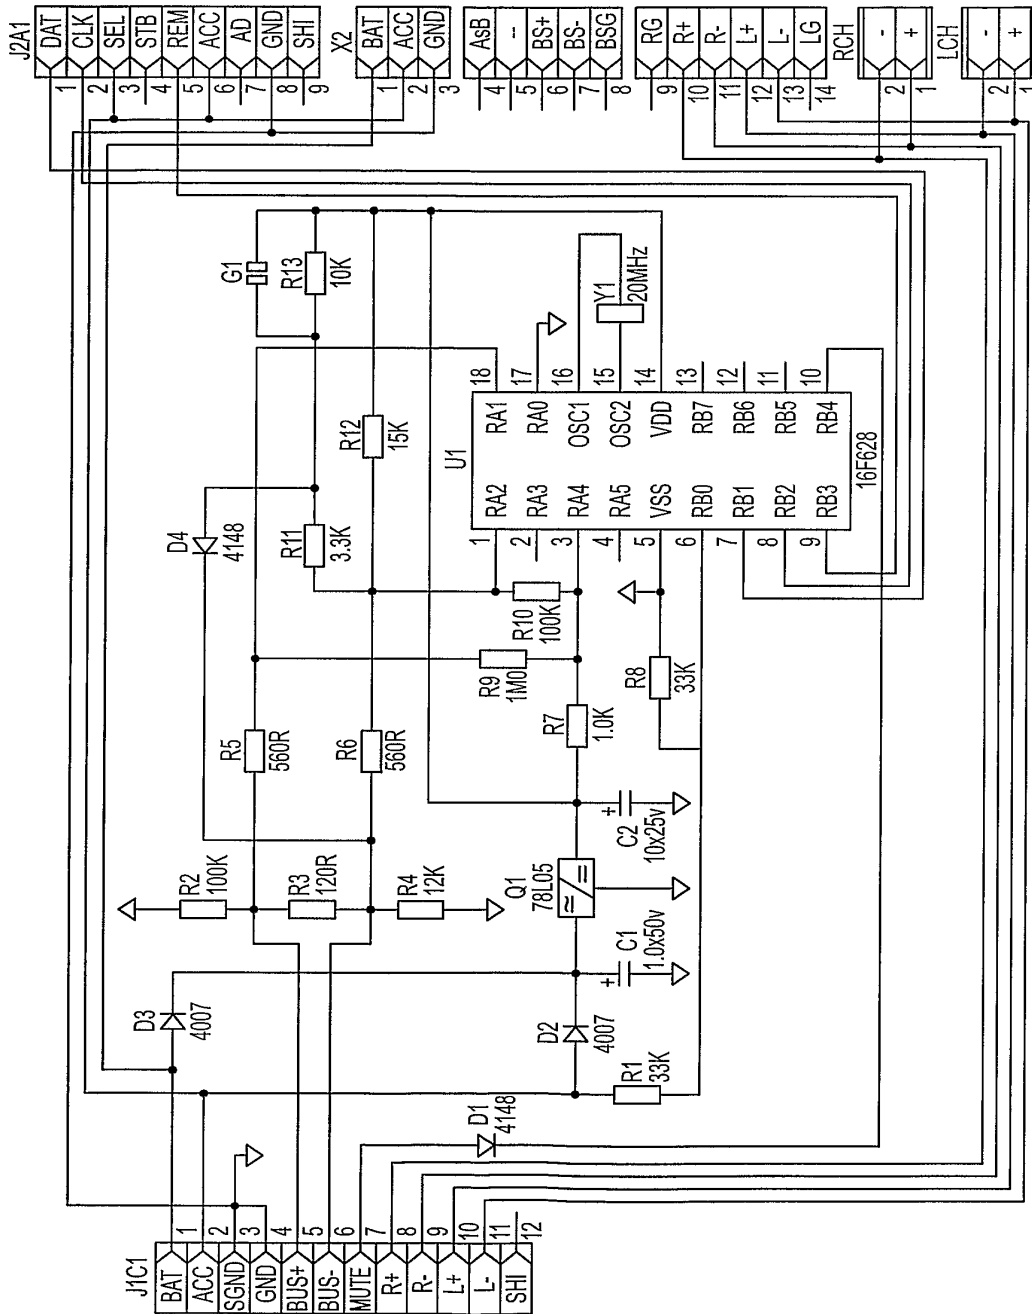 J2A1
DAT 1
CLK 2
SEL 3
STB 4
REM 5
ACC 6
AD 7
GND 8
SHI 9
X2
BAT 1
ACC 2
GND 3
AsB 4
-- 5
BS+ 6
BS- 7
BSG 8
RG 9
R+ 10
R- 11
L+ 12
L- 13
LG 14
RCH
- 2
+ 1
LCH
- 2
+ 1
G1
R13
10K
R12
15K
D4
4148
R11
3.3K
U1
RA1 18
RA0 17
OSC1 16
OSC2 15
VDD 14
RB7 13
RB6 12
RB5 11
RB4 10
RA2 1
RA3 2
RA4 3
RA5 4
VSS 5
RB0 6
RB1 7
RB2 8
RB3 9
16F628
Y1
20MHz
R10
100K
R9
1M0
R8
33K
R7
1.0K
R5
560R
R6
560R
R2
100K
R3
120R
R4
12K
Q1
78L05
+
C2
10x25v
+
C1
1.0x50v
D3
4007
D2
4007
R1
33K
D1
4148
J1C1
BAT 1
ACC 2
SGND 3
GND 4
BUS+ 5
BUS- 6
MUTE 7
R+ 8
R- 9
L+ 10
L- 11
SHI 12